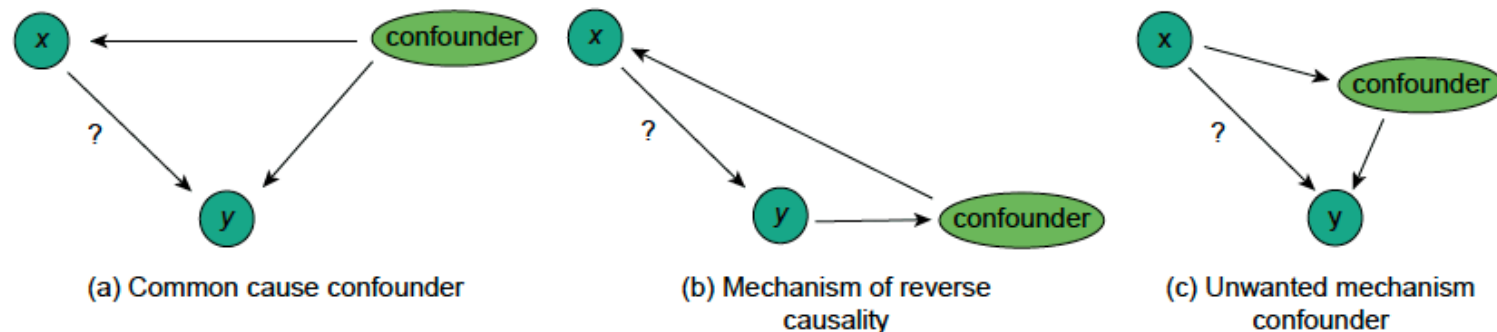 x
confounder
?
y
(a) Common cause confounder
x
?
y
confounder
(b) Mechanism of reverse
causality
x
confounder
?
y
(c) Unwanted mechanism
confounder